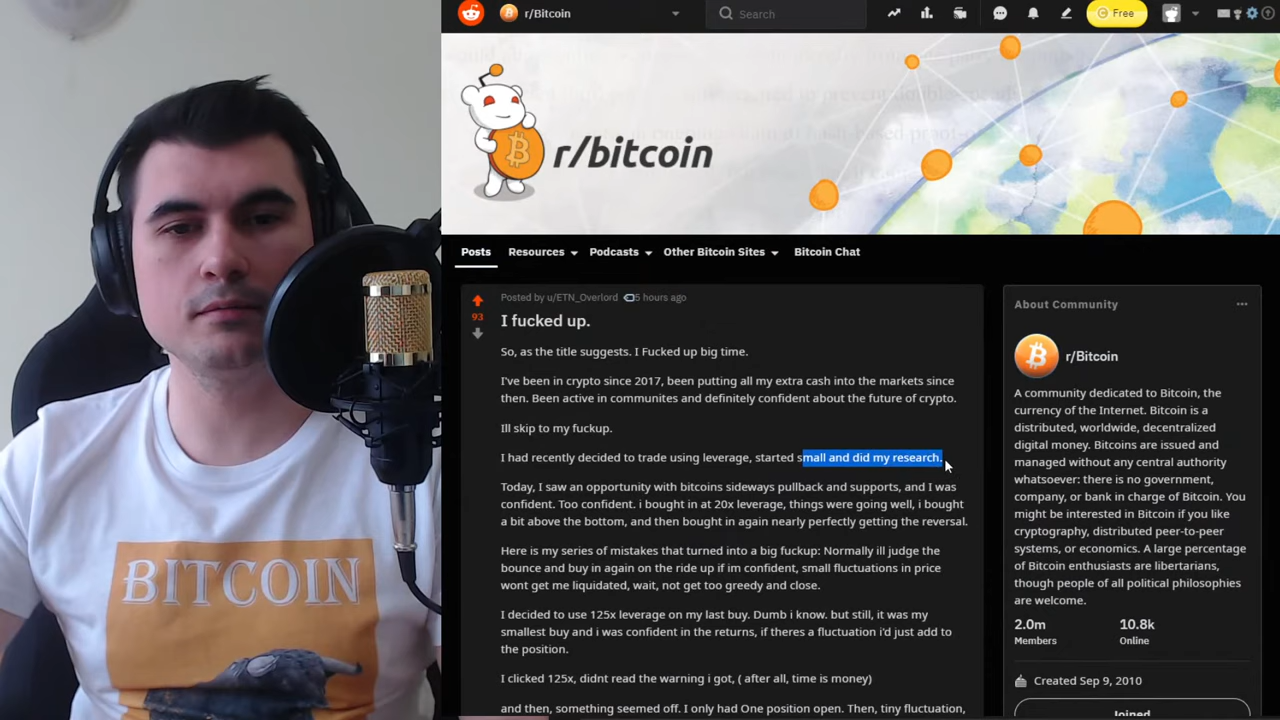 r/Bitcoin
Search
Free
r/bitcoin
Posts
Resources
Podcasts
Other Bitcoin Sites
Bitcoin Chat
Posted by u/ETN_Overlord 5 hours ago
93
I fucked up.
So, as the title suggests. I Fucked up big time.
I've been in crypto since 2017, been putting all my extra cash into the markets since
then. Been active in communites and definitely confident about the future of crypto.
Ill skip to my fuckup.
I had recently decided to trade using leverage, started small and did my research.
Today, I saw an opportunity with bitcoins sideways pullback and supports, and I was
confident. Too confident. i bought in at 20x leverage, things were going well, i bought
a bit above the bottom, and then bought in again nearly perfectly getting the reversal.
Here is my series of mistakes that turned into a big fuckup: Normally ill judge the
bounce and buy in again on the ride up if im confident, small fluctuations in price
wont get me liquidated, wait, not get too greedy and close.
I decided to use 125x leverage on my last buy. Dumb i know. but still, it was my
smallest buy and i was confident in the returns, if theres a fluctuation i'd just add to
the position.
I clicked 125x, didnt read the warning i got, ( after all, time is money)
and then, something seemed off. I only had One position open. Then, tiny fluctuation,
About Community
r/Bitcoin
A community dedicated to Bitcoin, the
currency of the Internet. Bitcoin is a
distributed, worldwide, decentralized
digital money. Bitcoins are issued and
managed without any central authority
whatsoever: there is no government,
company, or bank in charge of Bitcoin. You
might be interested in Bitcoin if you like
cryptography, distributed peer-to-peer
systems, or economics. A large percentage
of Bitcoin enthusiasts are libertarians,
though people of all political philosophies
are welcome.
2.0m 10.8k
Members Online
Created Sep 9, 2010
Joined
BITCOIN